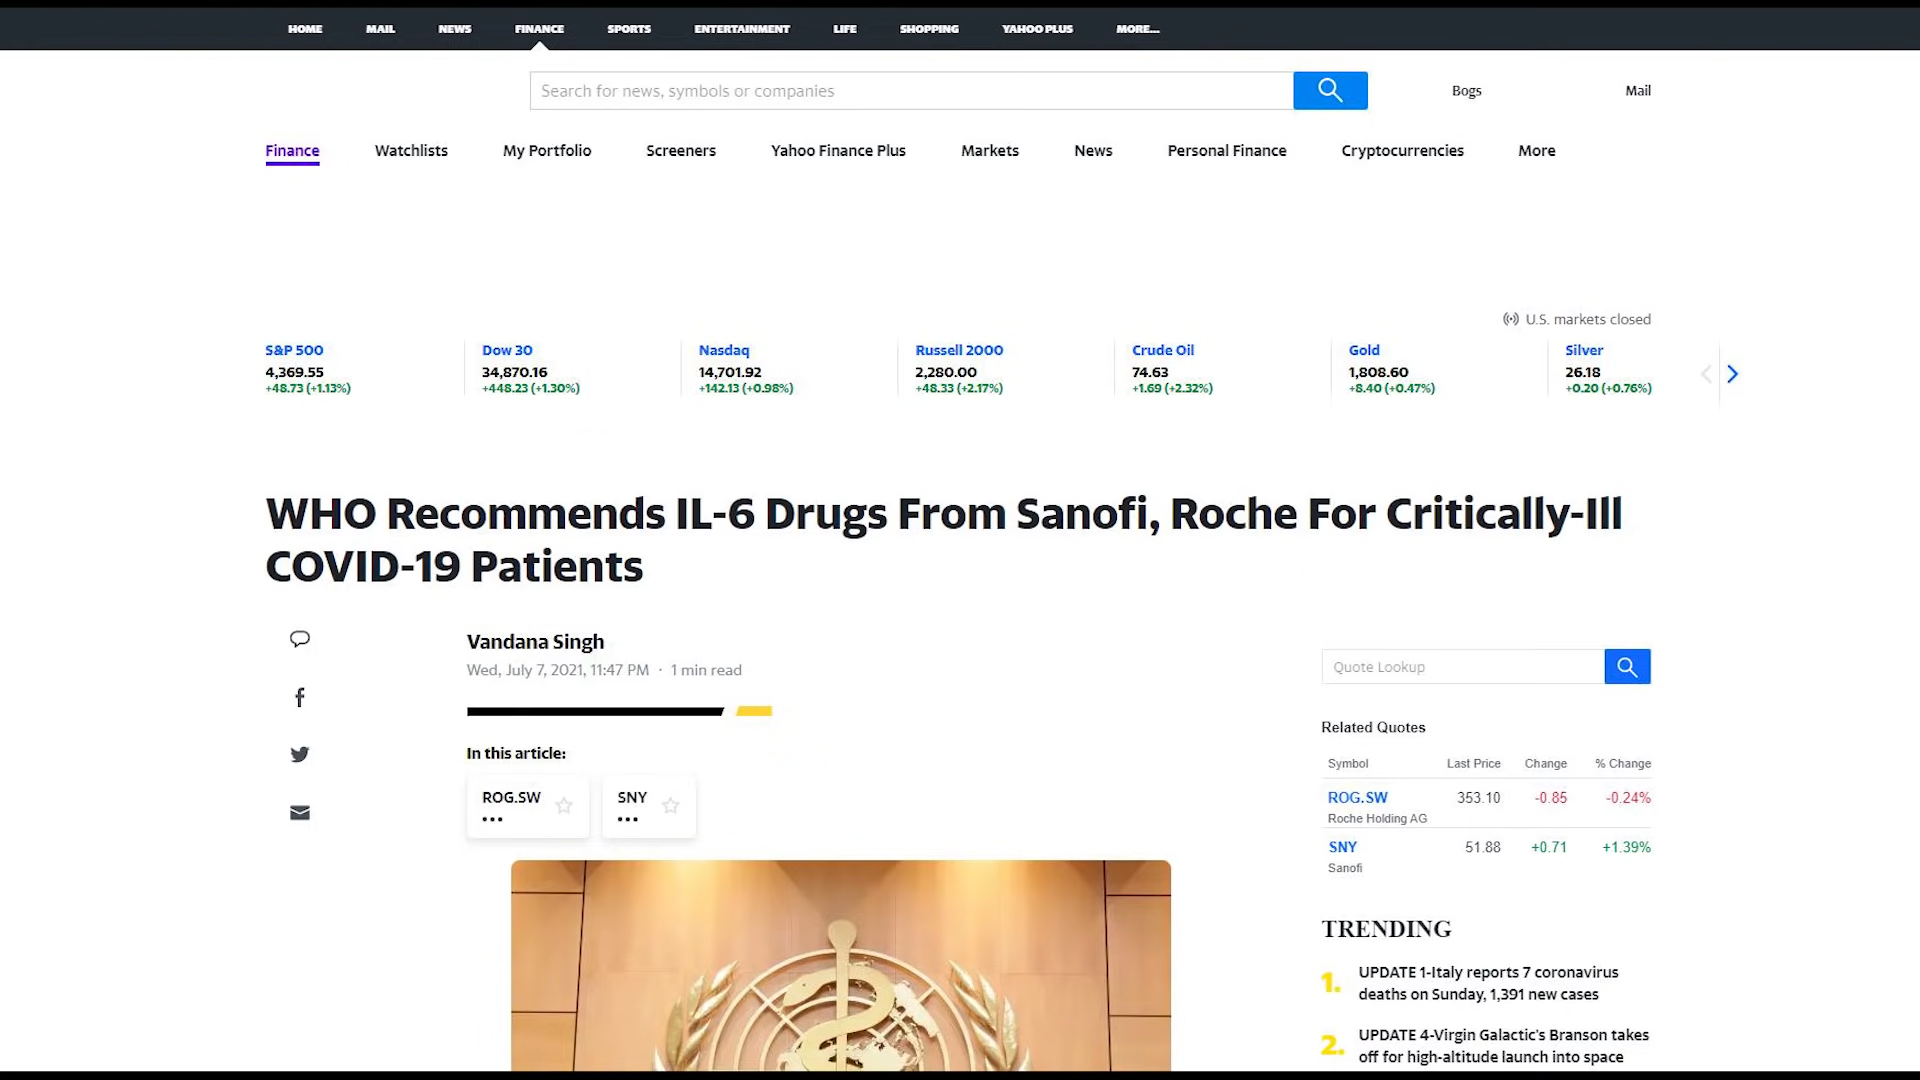 HOME MAIL NEWS FINANCE SPORTS ENTERTAINMENT LIFE SHOPPING YAHOO PLUS MORE...
Search for news, symbols or companies
Bogs
Mail
Finance Watchlists My Portfolio Screeners Yahoo Finance Plus Markets News Personal Finance Cryptocurrencies More
U.S. markets closed
S&P 500
4,369.55
+48.73 (+1.13%)
Dow 30
34,870.16
+448.23 (+1.30%)
Nasdaq
14,701.92
+142.13 (+0.98%)
Russell 2000
2,280.00
+48.33 (+2.17%)
Crude Oil
74.63
+1.69 (+2.32%)
Gold
1,808.60
+8.40 (+0.47%)
Silver
26.18
+0.20 (+0.76%)
WHO Recommends IL-6 Drugs From Sanofi, Roche For Critically-Ill
COVID-19 Patients
Vandana Singh
Wed, July 7, 2021, 11:47 PM · 1 min read
In this article:
ROG.SW
SNY
Quote Lookup
Related Quotes
Symbol Last Price Change % Change
ROG.SW 353.10 -0.85 -0.24%
Roche Holding AG
SNY 51.88 +0.71 +1.39%
Sanofi
TRENDING
1. UPDATE 1-Italy reports 7 coronavirus
deaths on Sunday, 1,391 new cases
2. UPDATE 4-Virgin Galactic's Branson takes
off for high-altitude launch into space